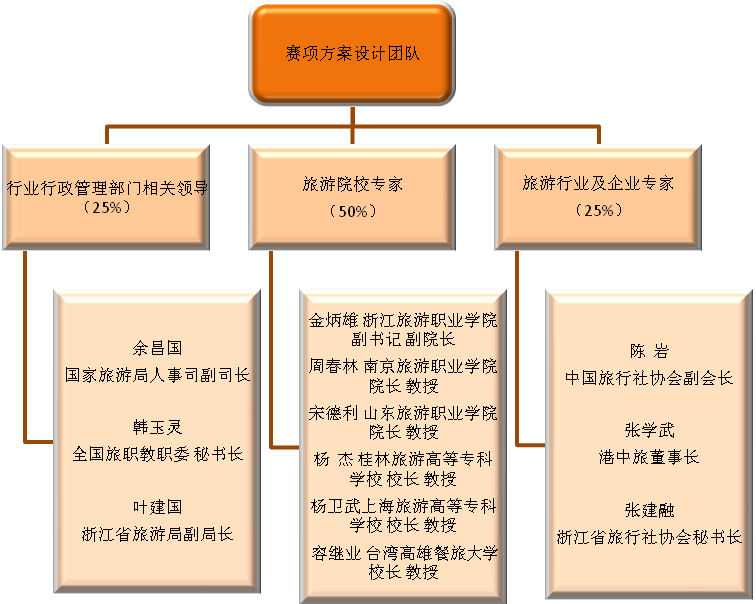 赛项方案设计团队
行业行政管理部门相关领导
（25%）
旅游院校专家
（50%）
旅游行业及企业专家
（25%）
余昌国
国家旅游局人事司副司长
韩玉灵
全国旅职教职委 秘书长
叶建国
浙江省旅游局副局长
金炳雄 浙江旅游职业学院
副书记 副院长
周春林 南京旅游职业学院
院长 教授
宋德利 山东旅游职业学院
院长 教授
杨 杰 桂林旅游高等专科
学校 校长 教授
杨卫武上海旅游高等专科
学校 校长 教授
容继业 台湾高雄餐旅大学
校长 教授
陈 岩
中国旅行社协会副会长
张学武
港中旅董事长
张建融
浙江省旅行社协会秘书长